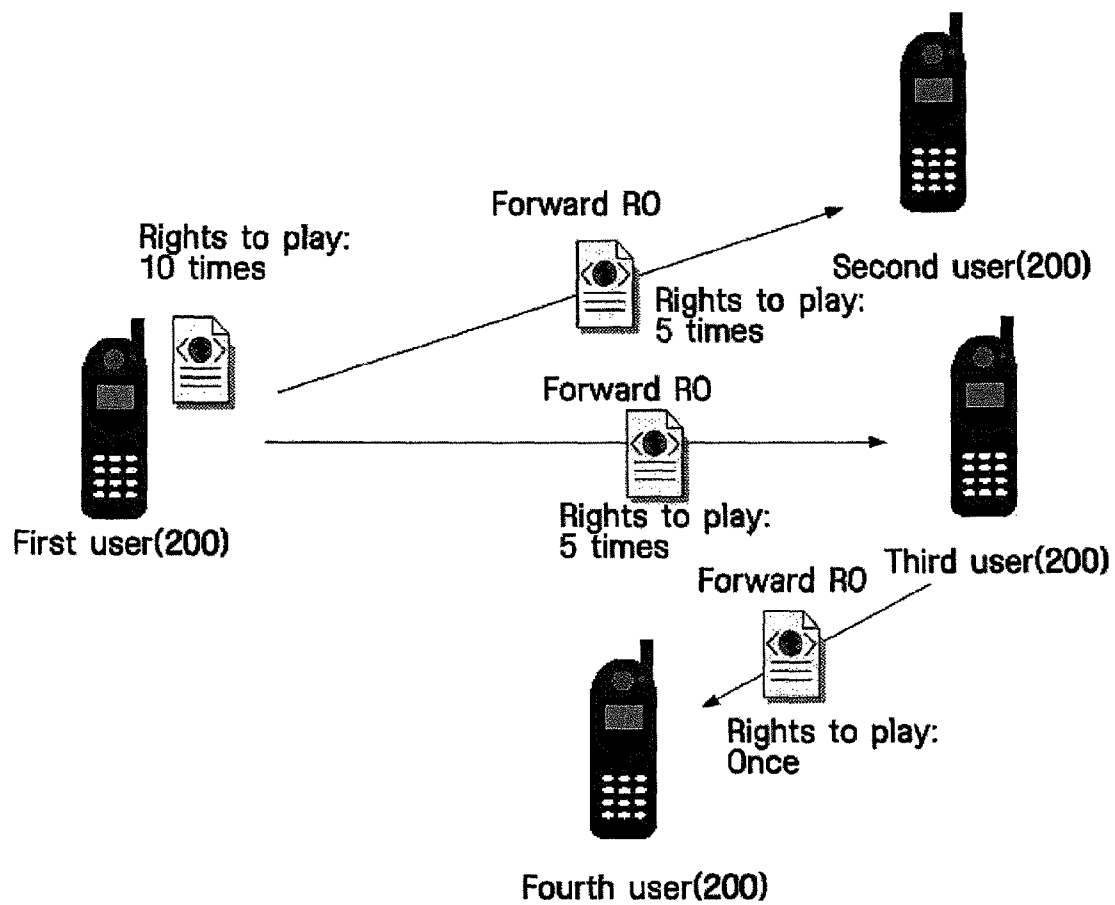 Forward RO
Rights to play:
10 times
Second user(200)
Rights to play:
5 times
Forward RO
Rights to play:
5 times
First user(200)
Third user(200)
Forward RO
Rights to play:
Once
Fourth user(200)